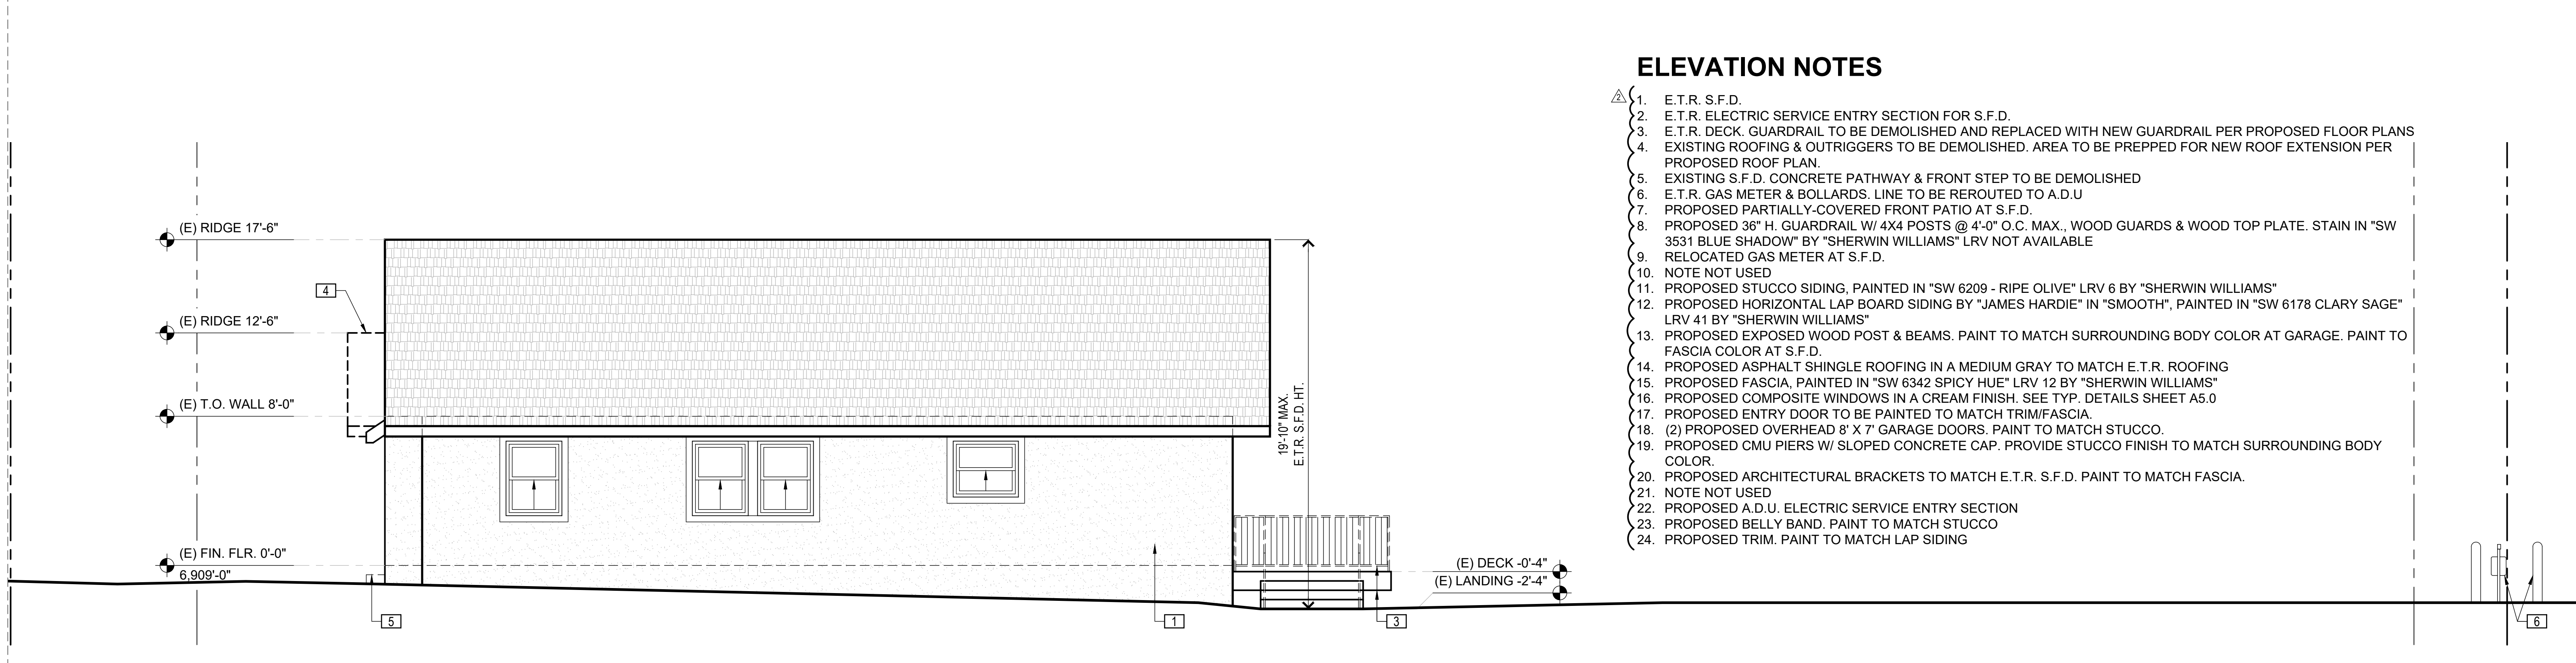 ELEVATION NOTES
2
1. E.T.R. S.F.D.
2. E.T.R. ELECTRIC SERVICE ENTRY SECTION FOR S.F.D.
3. E.T.R. DECK. GUARDRAIL TO BE DEMOLISHED AND REPLACED WITH NEW GUARDRAIL PER PROPOSED FLOOR PLANS
4. EXISTING ROOFING & OUTRIGGERS TO BE DEMOLISHED. AREA TO BE PREPPED FOR NEW ROOF EXTENSION PER
PROPOSED ROOF PLAN.
5. EXISTING S.F.D. CONCRETE PATHWAY & FRONT STEP TO BE DEMOLISHED
6. E.T.R. GAS METER & BOLLARDS. LINE TO BE REROUTED TO A.D.U
7. PROPOSED PARTIALLY-COVERED FRONT PATIO AT S.F.D.
8. PROPOSED 36" H. GUARDRAIL W/ 4X4 POSTS @ 4'-0" O.C. MAX., WOOD GUARDS & WOOD TOP PLATE. STAIN IN "SW
3531 BLUE SHADOW" BY "SHERWIN WILLIAMS" LRV NOT AVAILABLE
9. RELOCATED GAS METER AT S.F.D.
10. NOTE NOT USED
11. PROPOSED STUCCO SIDING, PAINTED IN "SW 6209 - RIPE OLIVE" LRV 6 BY "SHERWIN WILLIAMS"
12. PROPOSED HORIZONTAL LAP BOARD SIDING BY "JAMES HARDIE" IN "SMOOTH", PAINTED IN "SW 6178 CLARY SAGE"
LRV 41 BY "SHERWIN WILLIAMS"
13. PROPOSED EXPOSED WOOD POST & BEAMS. PAINT TO MATCH SURROUNDING BODY COLOR AT GARAGE. PAINT TO
FASCIA COLOR AT S.F.D.
14. PROPOSED ASPHALT SHINGLE ROOFING IN A MEDIUM GRAY TO MATCH E.T.R. ROOFING
15. PROPOSED FASCIA, PAINTED IN "SW 6342 SPICY HUE" LRV 12 BY "SHERWIN WILLIAMS"
16. PROPOSED COMPOSITE WINDOWS IN A CREAM FINISH. SEE TYP. DETAILS SHEET A5.0
17. PROPOSED ENTRY DOOR TO BE PAINTED TO MATCH TRIM/FASCIA.
18. (2) PROPOSED OVERHEAD 8' X 7' GARAGE DOORS. PAINT TO MATCH STUCCO.
19. PROPOSED CMU PIERS W/ SLOPED CONCRETE CAP. PROVIDE STUCCO FINISH TO MATCH SURROUNDING BODY
COLOR.
20. PROPOSED ARCHITECTURAL BRACKETS TO MATCH E.T.R. S.F.D. PAINT TO MATCH FASCIA.
21. NOTE NOT USED
22. PROPOSED A.D.U. ELECTRIC SERVICE ENTRY SECTION
23. PROPOSED BELLY BAND. PAINT TO MATCH STUCCO
24. PROPOSED TRIM. PAINT TO MATCH LAP SIDING
(E) RIDGE 17'-6"
4
(E) RIDGE 12'-6"
(E) T.O. WALL 8'-0"
19'-10" MAX.
E.T.R. S.F.D. HT.
(E) FIN. FLR. 0'-0"
6,909'-0"
(E) DECK -0'-4"
(E) LANDING -2'-4"
5
1
3
6